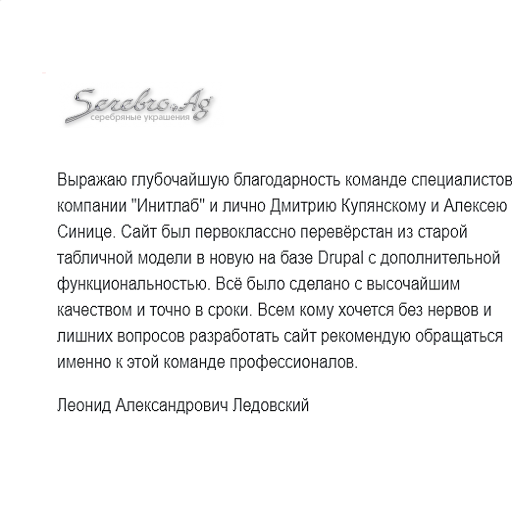 Serebro.Ag
серебряные украшения
Выражаю глубочайшую благодарность команде специалистов
компании "Инитлаб" и лично Дмитрию Купянскому и Алексею
Синице. Сайт был первоклассно перевёрстан из старой
табличной модели в новую на базе Drupal с дополнительной
функциональностью. Всё было сделано с высочайшим
качеством и точно в сроки. Всем кому хочется без нервов и
лишних вопросов разработать сайт рекомендую обращаться
именно к этой команде профессионалов.
Леонид Александрович Ледовский